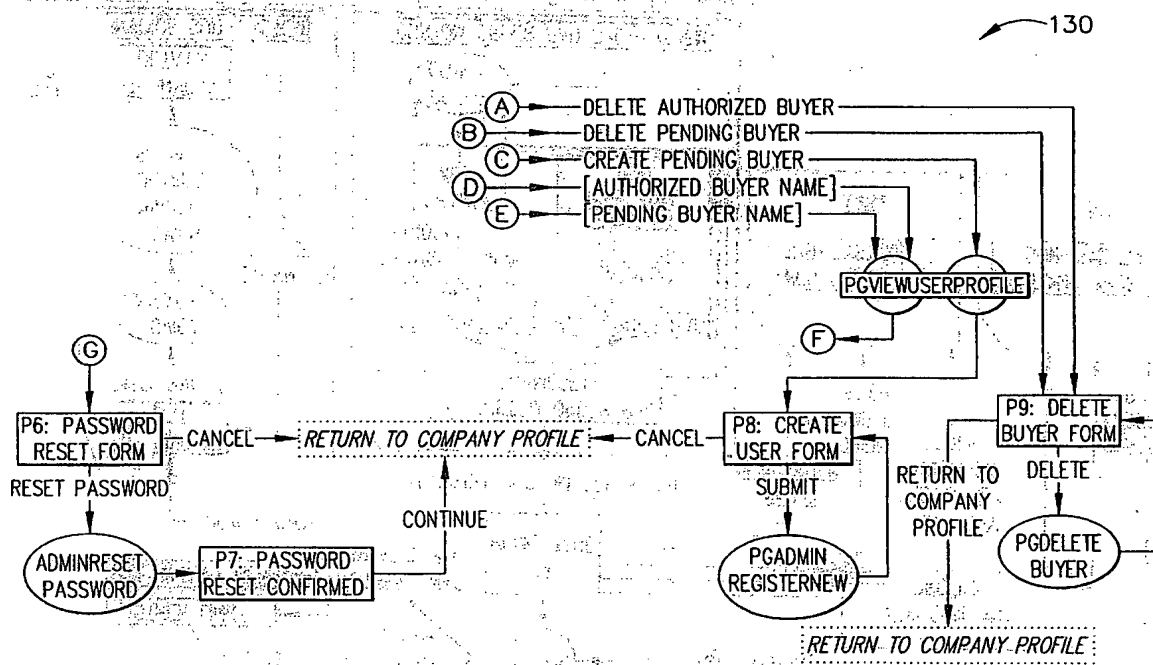 130
A DELETE AUTHORIZED BUYER
B DELETE PENDING BUYER
C CREATE PENDING BUYER
D [AUTHORIZED BUYER NAME]
E [PENDING BUYER NAME]
PGVIEWUSERPROFILE
F
G
P6: PASSWORD
RESET FORM
CANCEL
RETURN TO COMPANY PROFILE
CANCEL
P8: CREATE
USER FORM
P9: DELETE
BUYER FORM
RESET PASSWORD
SUBMIT
RETURN TO
COMPANY
PROFILE
DELETE
CONTINUE
ADMINRESET
PASSWORD
P7: PASSWORD
RESET CONFIRMED
PGADMIN
REGISTERNEW
PGDELETE
BUYER
RETURN TO COMPANY PROFILE